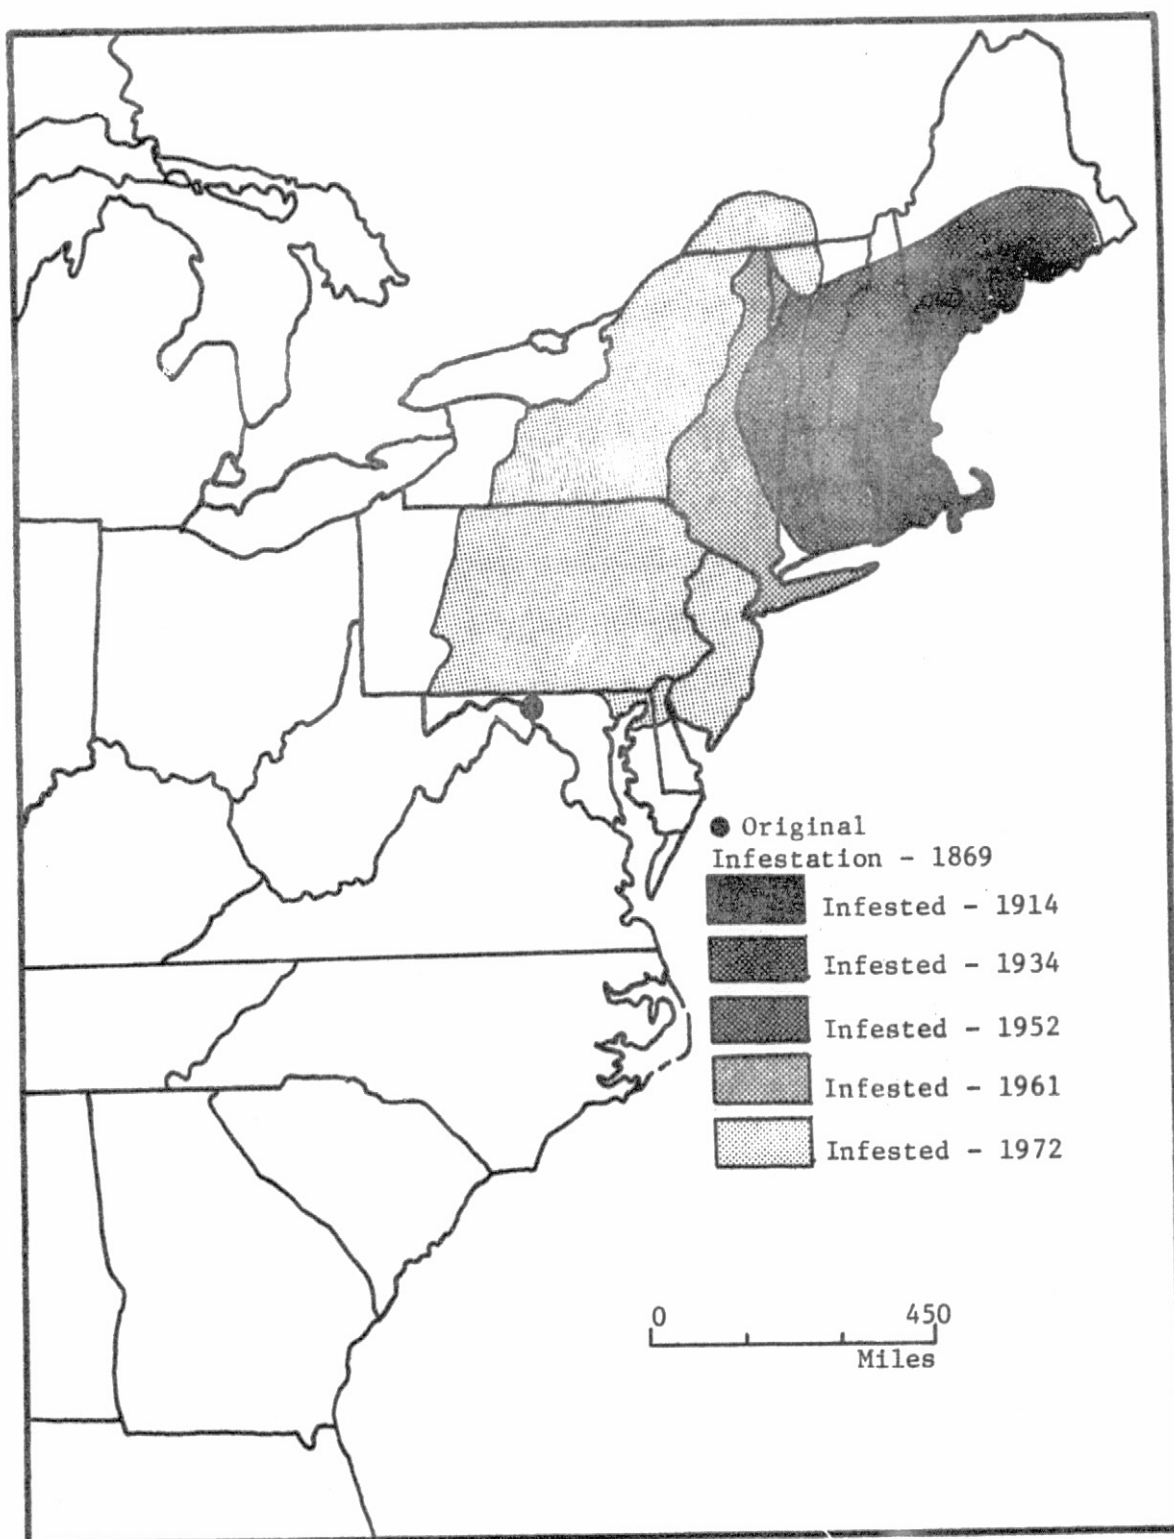 ● Original
Infestation - 1869
Infested - 1914
Infested - 1934
Infested - 1952
Infested - 1961
Infested - 1972
0 450
Miles